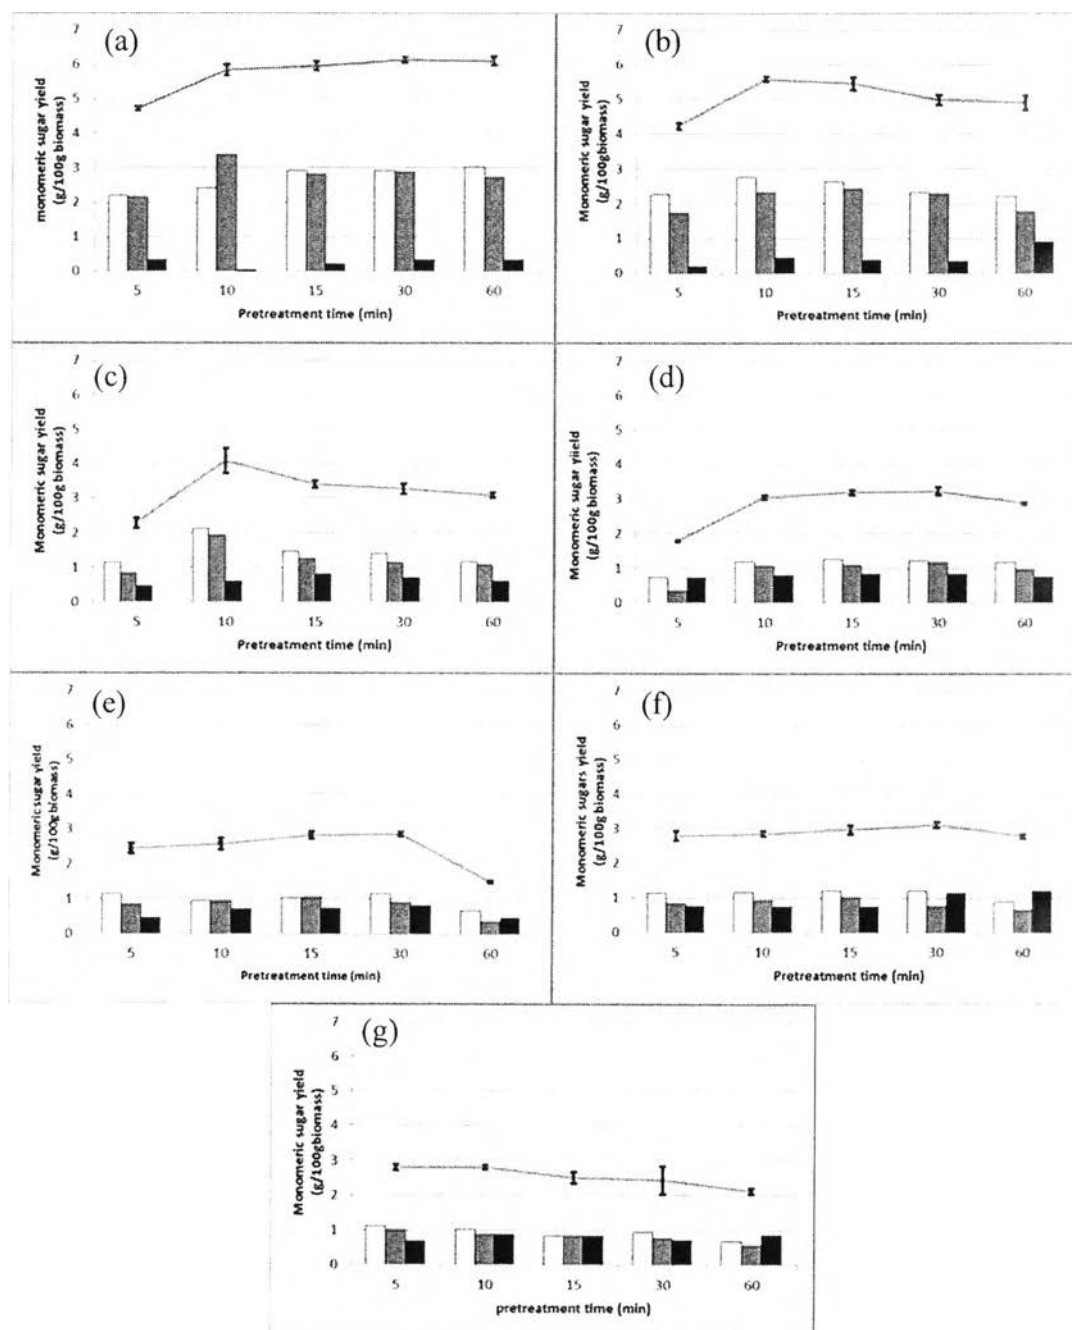 (a)
monomeric sugar yield
(g/100g biomass)
7
6
5
4
3
2
1
0
5 10 15 30 60
Pretreatment time (min)
(b)
Monomeric sugar yield
(g/100gbiomass)
7
6
5
4
3
2
1
0
5 10 15 30 60
Pretreatment time (min)
(c)
Monomeric sugar yield
(g/100g biomass)
7
6
5
4
3
2
1
0
5 10 15 30 60
Pretreatment time (min)
(d)
Monomeric sugar yiield
(g/100g biomass)
7
6
5
4
3
2
1
0
5 10 15 30 60
Pretreatment time (min)
(e)
Monomeric sugar yield
(g/100g biomass)
7
6
5
4
3
2
1
0
5 10 15 30 60
Pretreatment time (min)
(f)
Monomeric sugars yield
(g/100g biomass)
7
6
5
4
3
2
1
0
5 10 15 30 60
Pretreatment time (min)
(g)
Monomeric sugar yield
(g/100gbiomass)
7
6
5
4
3
2
1
0
5 10 15 30 60
pretreatment time (min)